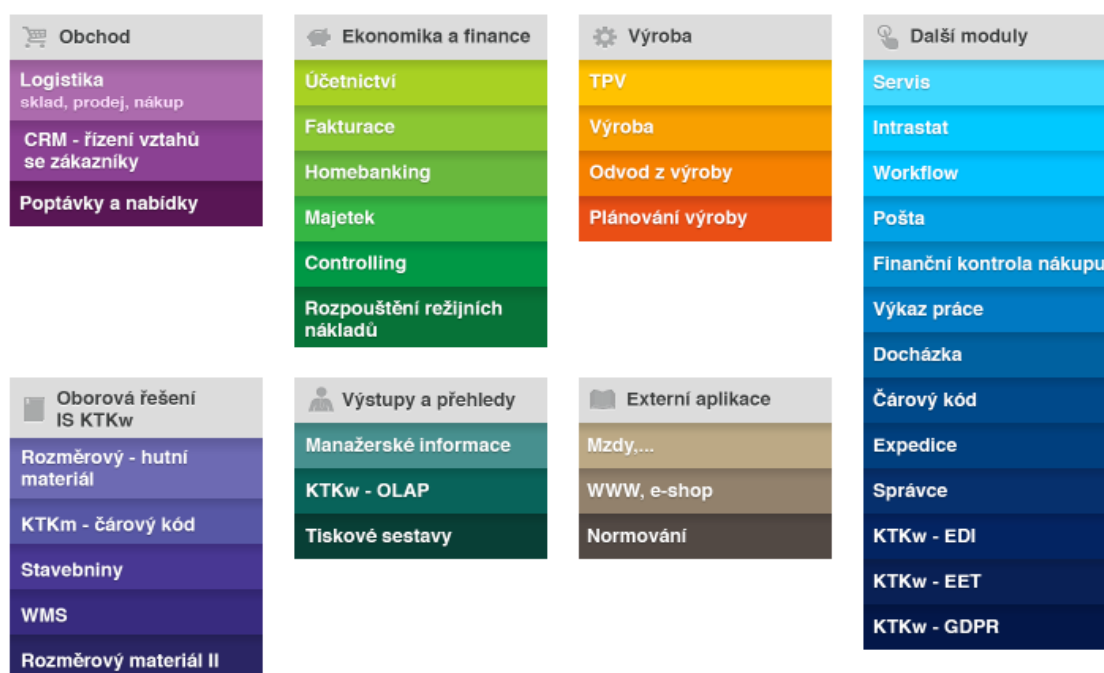 Obchod
Logistika
sklad, prodej, nákup
CRM - řízení vztahů
se zákazníky
Poptávky a nabídky
Ekonomika a finance
Účetnictví
Fakturace
Homebanking
Majetek
Controlling
Rozpouštění režijních
nákladů
Výroba
TPV
Výroba
Odvod z výroby
Plánování výroby
Další moduly
Servis
Intrastat
Workflow
Pošta
Finanční kontrola nákupu
Výkaz práce
Docházka
Čárový kód
Expedice
Správce
KTKw - EDI
KTKw - EET
KTKw - GDPR
Oborová řešení
IS KTKw
Rozměrový - hutní
materiál
KTKm - čárový kód
Stavebniny
WMS
Rozměrový materiál II
Výstupy a přehledy
Manažerské informace
KTKw - OLAP
Tiskové sestavy
Externí aplikace
Mzdy,...
WWW, e-shop
Normování